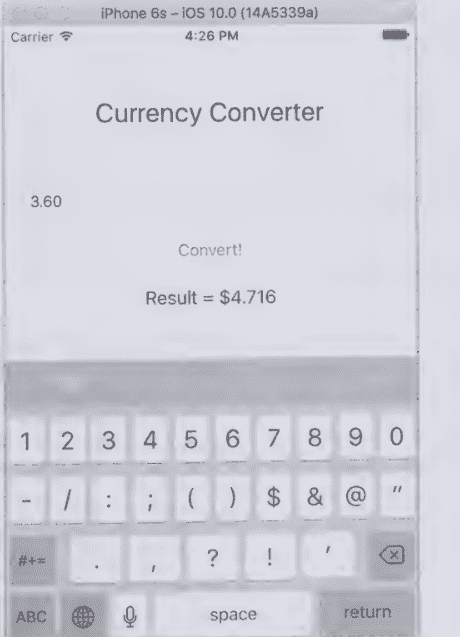 iPhone 6s – iOS 10.0 (14A5339a)
Carrier 4:26 PM
Currency Converter
3.60
Convert!
Result = $4.716
1 2 3 4 5 6 7 8 9 0
- / : ; ( ) $ & @ "
#+= . , ? ! '
ABC space return